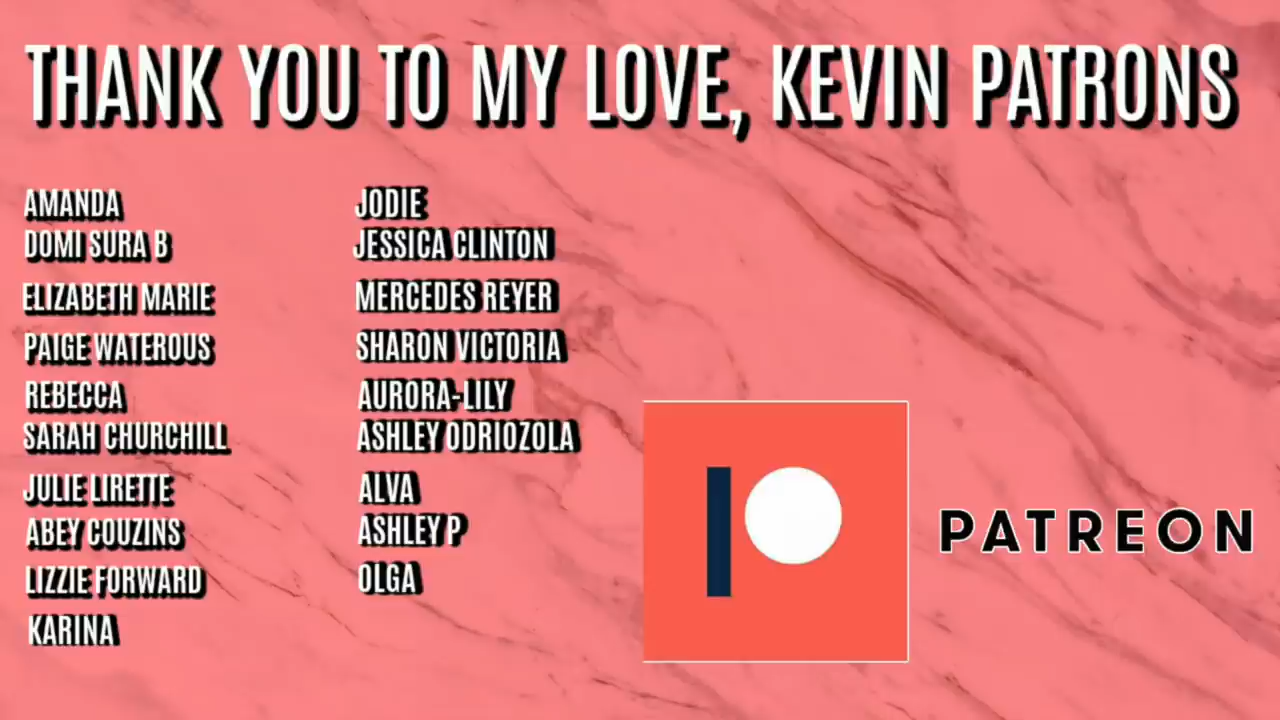 THANK YOU TO MY LOVE, KEVIN PATRONS
AMANDA
DOMI SURA B
ELIZABETH MARIE
PAIGE WATEROUS
REBECCA
SARAH CHURCHILL
JULIE LIRETTE
ABEY COUZINS
LIZZIE FORWARD
KARINA
JODIE
JESSICA CLINTON
MERCEDES REYER
SHARON VICTORIA
AURORA-LILY
ASHLEY ODRIOZOLA
ALVA
ASHLEY P
OLGA
PATREON